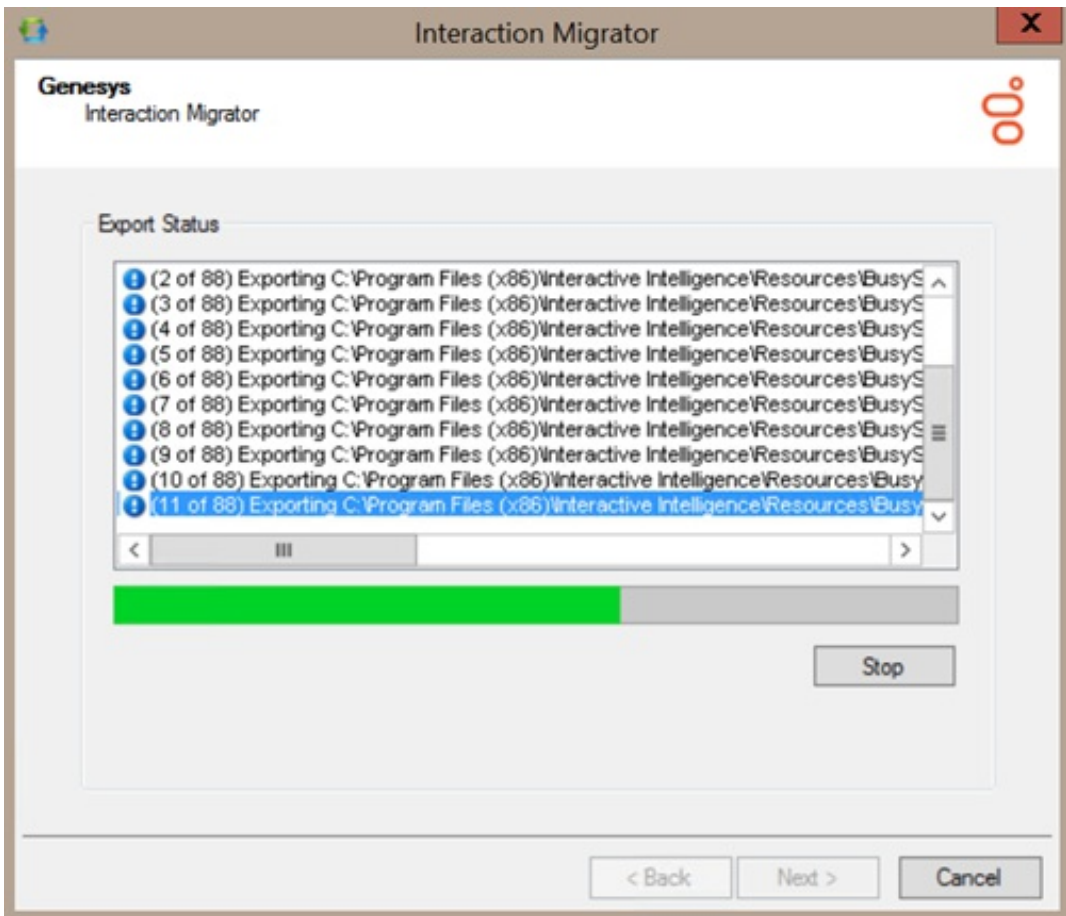 Interaction Migrator
X
Genesys
Interaction Migrator
Export Status
(2 of 88) Exporting C:\Program Files (x86)\Interactive Intelligence\Resources\BusyS
(3 of 88) Exporting C:\Program Files (x86)\Interactive Intelligence\Resources\BusyS
(4 of 88) Exporting C:\Program Files (x86)\Interactive Intelligence\Resources\BusyS
(5 of 88) Exporting C:\Program Files (x86)\Interactive Intelligence\Resources\BusyS
(6 of 88) Exporting C:\Program Files (x86)\Interactive Intelligence\Resources\BusyS
(7 of 88) Exporting C:\Program Files (x86)\Interactive Intelligence\Resources\BusyS
(8 of 88) Exporting C:\Program Files (x86)\Interactive Intelligence\Resources\BusyS
(9 of 88) Exporting C:\Program Files (x86)\Interactive Intelligence\Resources\BusyS
(10 of 88) Exporting C:\Program Files (x86)\Interactive Intelligence\Resources\Busy
(11 of 88) Exporting C:\Program Files (x86)\Interactive Intelligence\Resources\Busy
Stop
< Back Next > Cancel